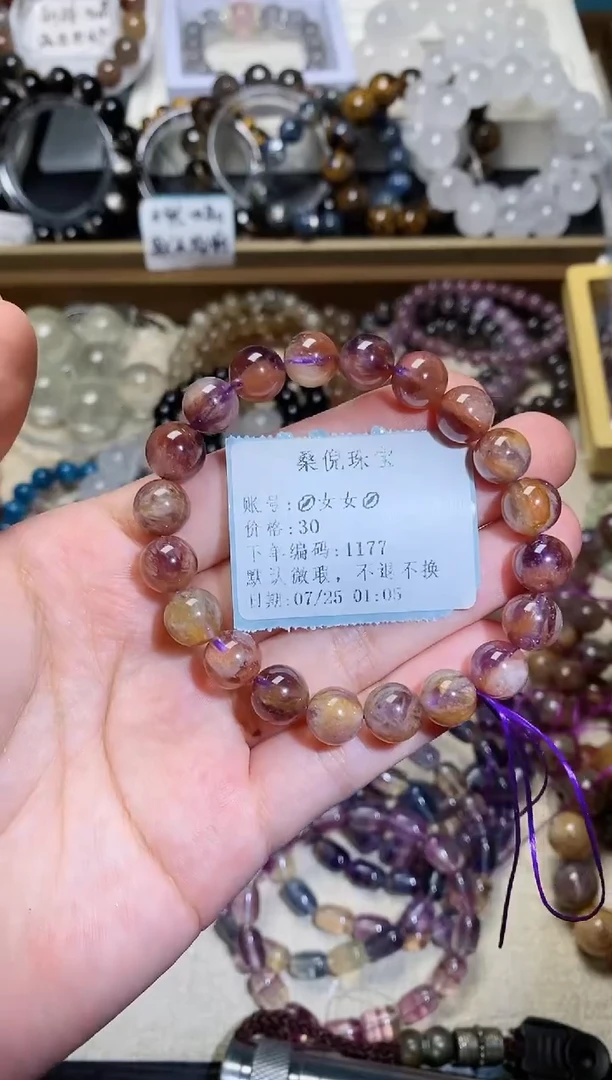 桑倪珠宝
账号:⊘女女⊘
价格:30
下单编码:1177
默认微瑕，不退不换
日期:07/25 01:05